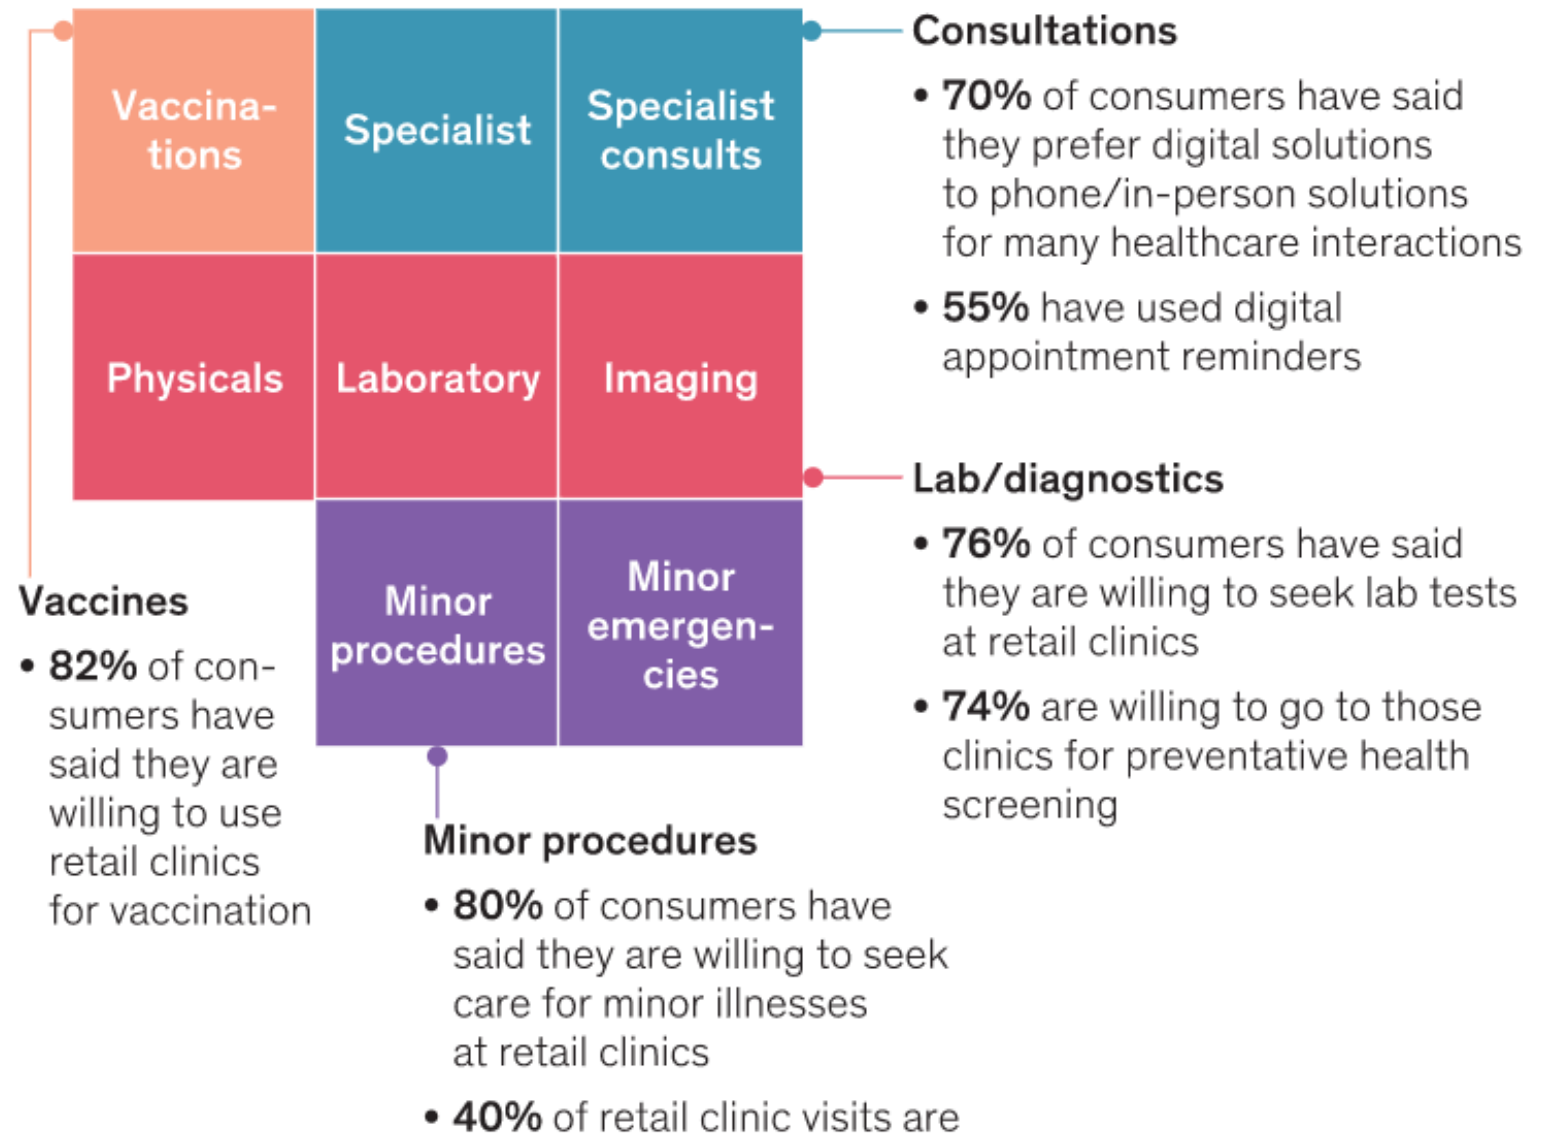 Vaccina-
tions
Specialist
Specialist
consults
Physicals
Laboratory
Imaging
Minor
procedures
Minor
emergen-
cies
Consultations
• 70% of consumers have said
they prefer digital solutions
to phone/in-person solutions
for many healthcare interactions
• 55% have used digital
appointment reminders
Lab/diagnostics
• 76% of consumers have said
they are willing to seek lab tests
at retail clinics
• 74% are willing to go to those
clinics for preventative health
screening
Vaccines
• 82% of con-
sumers have
said they are
willing to use
retail clinics
for vaccination
Minor procedures
• 80% of consumers have
said they are willing to seek
care for minor illnesses
at retail clinics
• 40% of retail clinic visits are